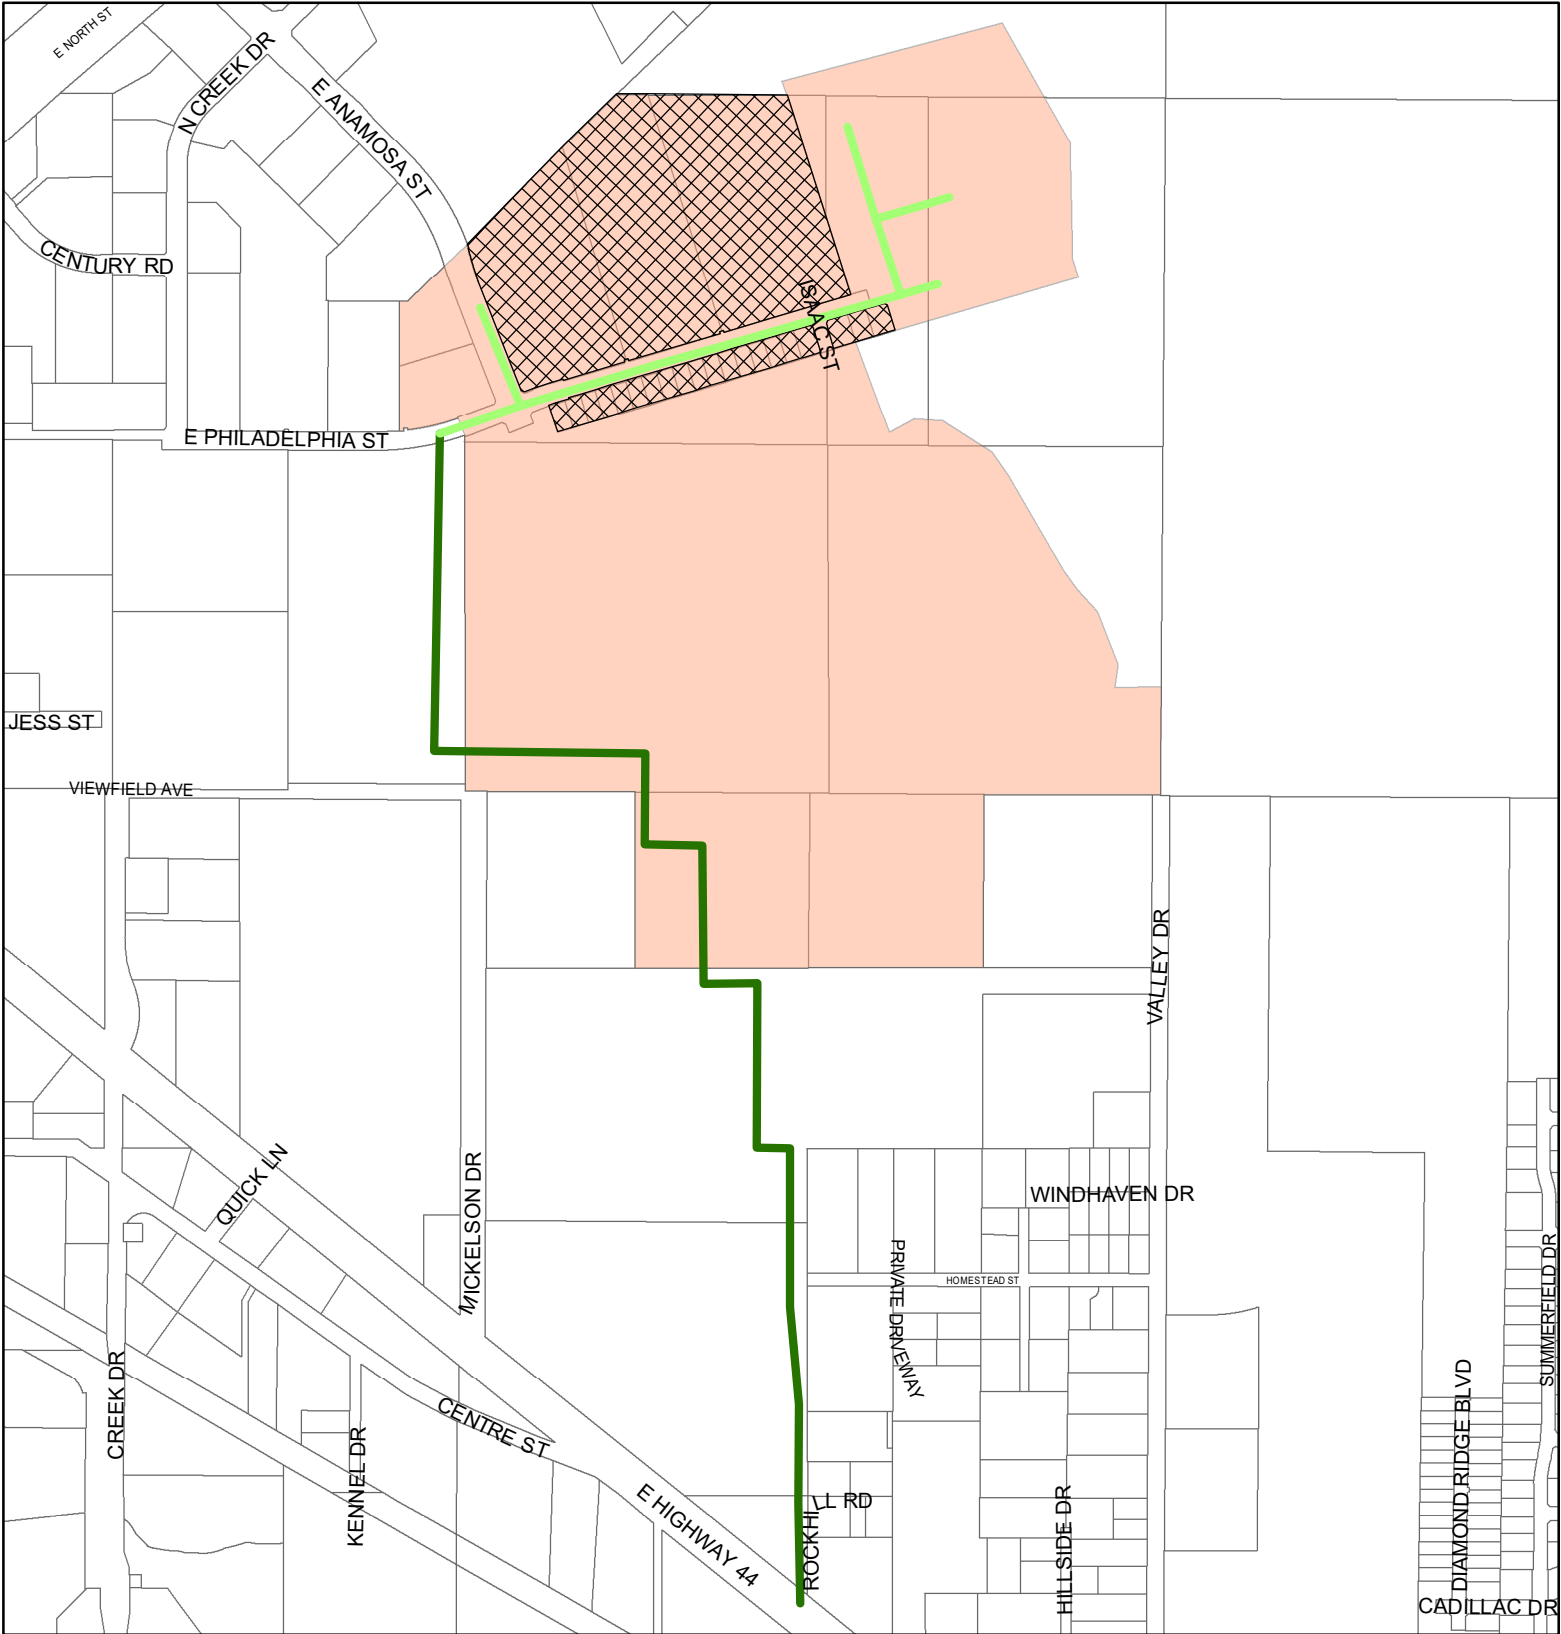 E NORTH ST
N CREEK DR
E ANAMOSA ST
CENTURY RD
ISAAC ST
E PHILADELPHIA ST
JESS ST
VIEWFIELD AVE
VALLEY DR
QUICK LN
MICKELSON DR
WINDHAVEN DR
PRIVATE DRIVEWAY
HOMESTEAD ST
SUMMERFIELD DR
CREEK DR
KENNEL DR
CENTRE ST
E HIGHWAY 44
ROCKHILL RD
HILLSIDE DR
DIAMOND RIDGE BLVD
CADILLAC DR